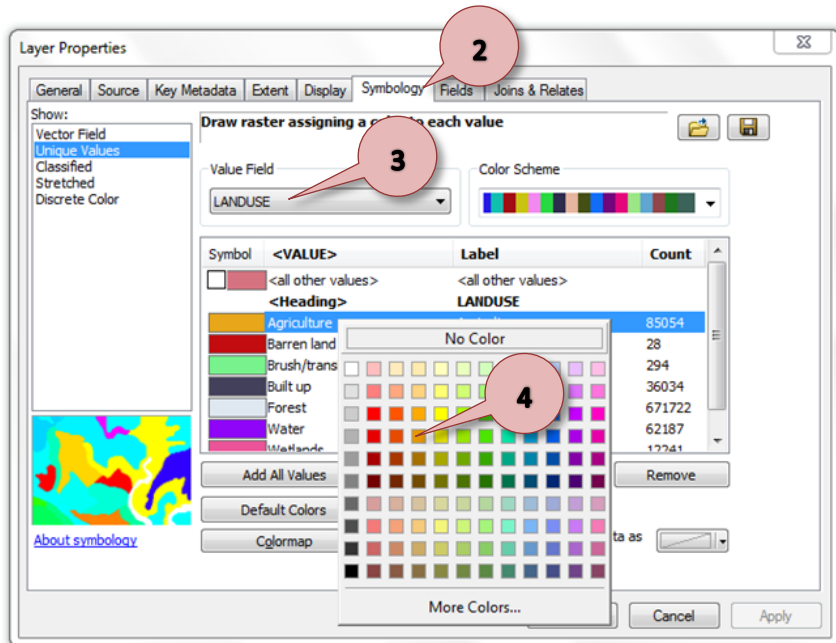 Layer Properties
2
General Source Key Metadata Extent Display Symbology Fields Joins & Relates
Show:
Vector Field
Unique Values
Classified
Stretched
Discrete Color
Draw raster assigning a to each value
3
Value Field
LANDUSE
Color Scheme
Symbol <VALUE> Label Count
<all other values> <all other values>
<Heading> LANDUSE
Agriculture 85054
Barren land 28
Brush/trans 294
Built up 36034
Forest 671722
Water 62187
Wetlands 12241
No Color
4
More Colors...
Add All Values Remove
Default Colors
Colormap ta as
About symbology
Cancel Apply